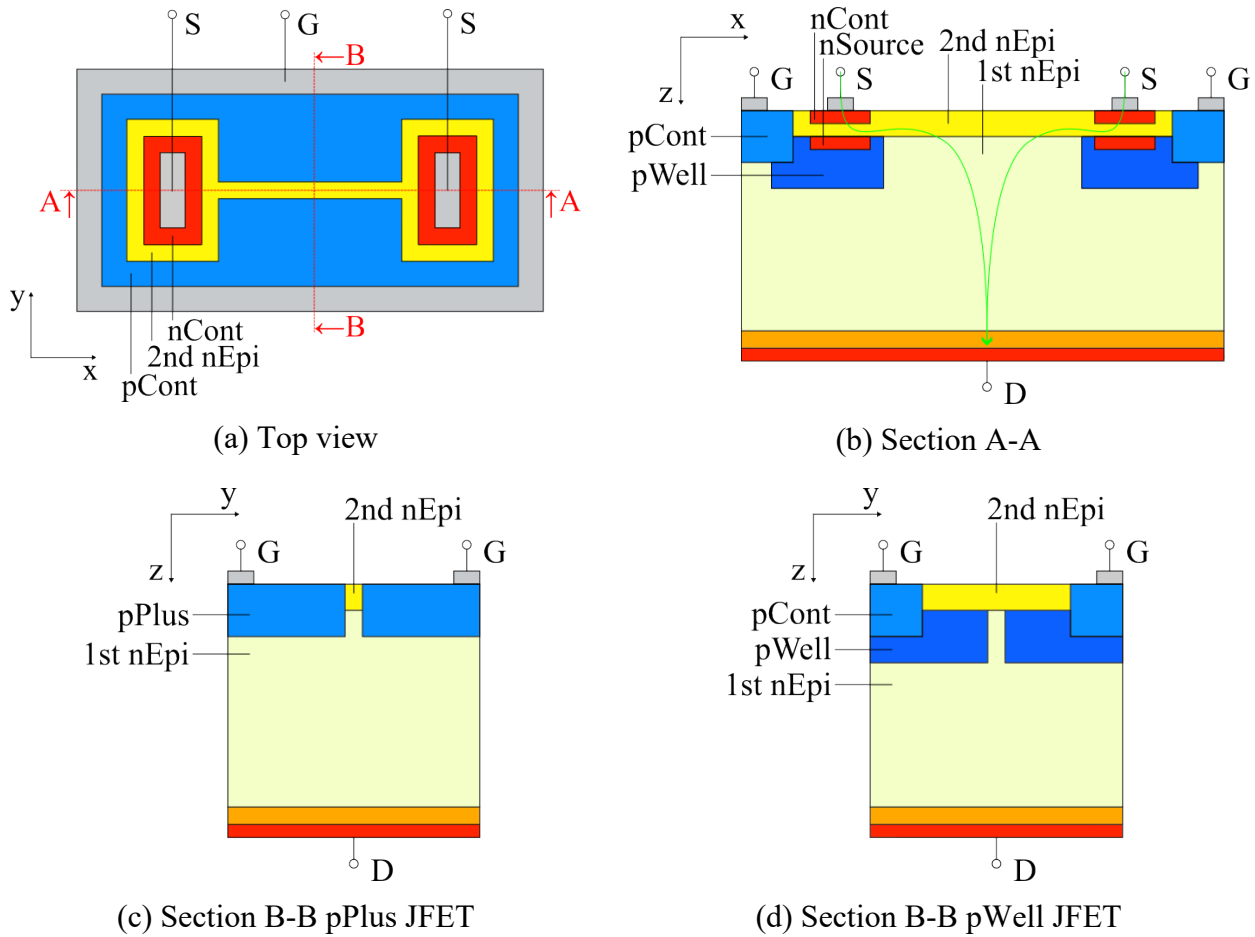 S
G
S
B
A
A
B
y
x
nCont
2nd nEpi
pCont
(a) Top view
x
z
nCont
nSource
2nd nEpi
1st nEpi
G
S
S
G
pCont
pWell
D
(b) Section A-A
y
z
2nd nEpi
G
G
pPlus
1st nEpi
D
(c) Section B-B pPlus JFET
y
z
2nd nEpi
G
G
pCont
pWell
1st nEpi
D
(d) Section B-B pWell JFET